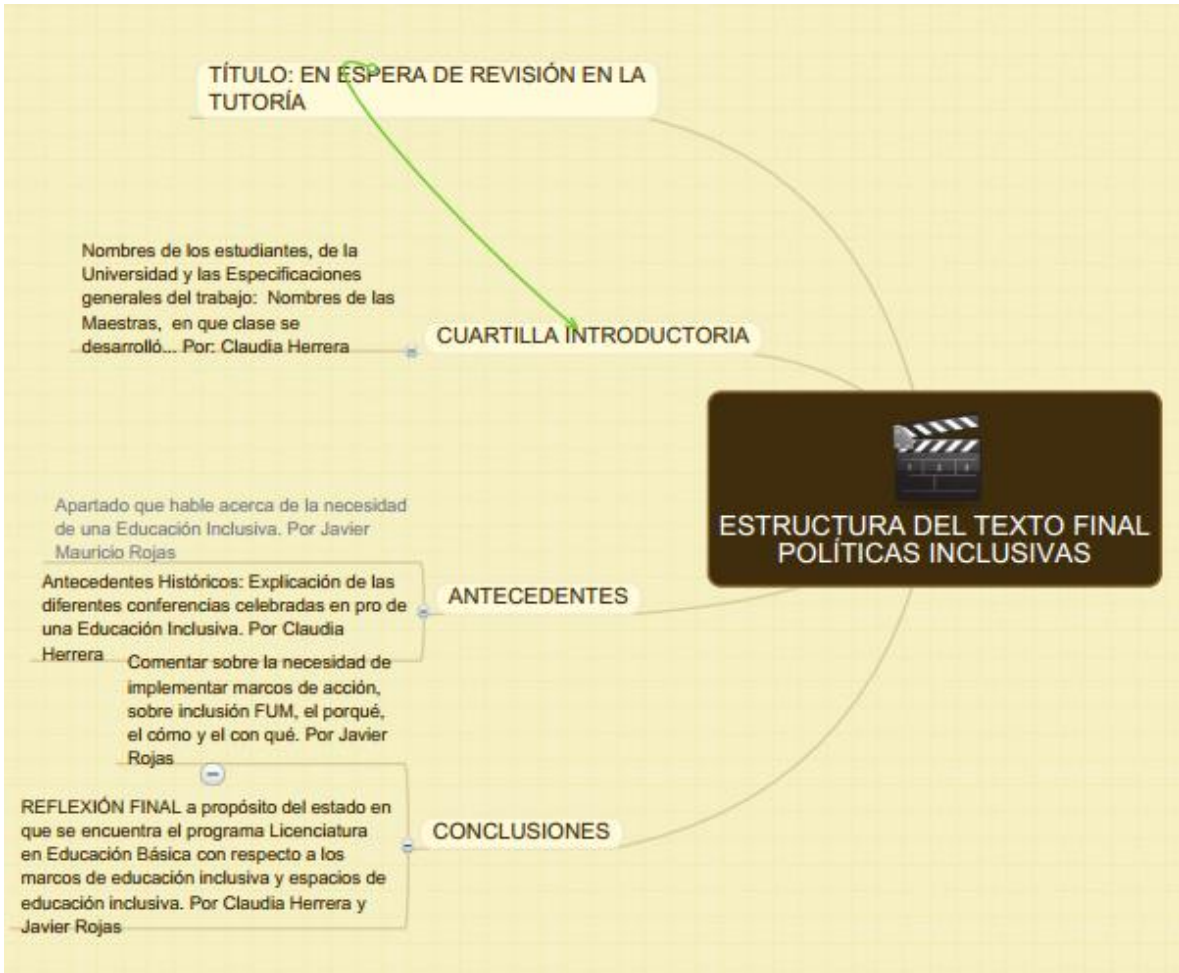 TÍTULO: EN ESPERA DE REVISIÓN EN LA
TUTORÍA
Nombres de los estudiantes, de la
Universidad y las Especificaciones
generales del trabajo:  Nombres de las
Maestras,  en que clase se
desarrolló... Por: Claudia Herrera
CUARTILLA INTRODUCTORIA
ESTRUCTURA DEL TEXTO FINAL
POLÍTICAS INCLUSIVAS
Apartado que hable acerca de la necesidad
de una Educación Inclusiva. Por Javier
Mauricio Rojas
Antecedentes Históricos: Explicación de las
diferentes conferencias celebradas en pro de
una Educación Inclusiva. Por Claudia
Herrera
ANTECEDENTES
Comentar sobre la necesidad de
implementar marcos de acción,
sobre inclusión FUM, el porqué,
el cómo y el con qué. Por Javier
Rojas
REFLEXIÓN FINAL a propósito del estado en
que se encuentra el programa Licenciatura
en Educación Básica con respecto a los
marcos de educación inclusiva y espacios de
educación inclusiva. Por Claudia Herrera y
Javier Rojas
CONCLUSIONES